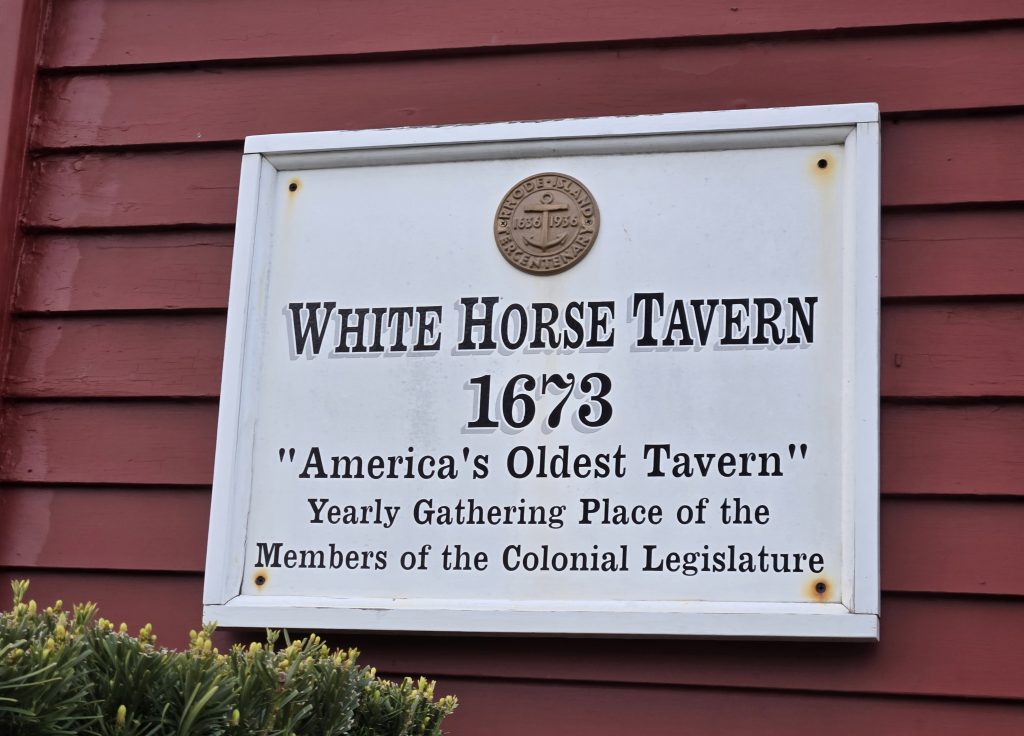 RHODE · ISLAND
1636 1936
TERCENTENARY
WHITE HORSE TAVERN
1673
"America's Oldest Tavern"
Yearly Gathering Place of the
Members of the Colonial Legislature